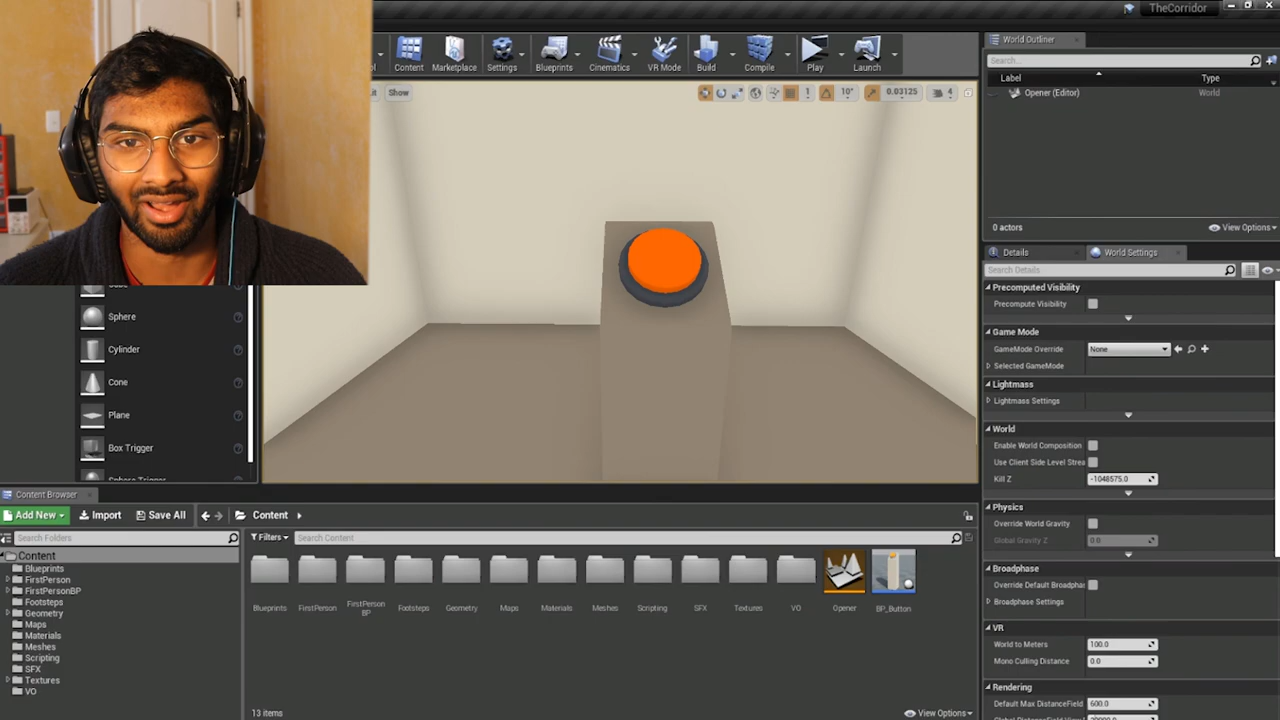 TheCorridor
Content
Marketplace
Settings
Blueprints
Cinematics
VR Mode
Build
Compile
Play
Launch
Show
1
10°
0.03125
4
World Outliner
Search...
Label Type
Opener (Editor) World
0 actors
View Options
Details
World Settings
Search Details
Precomputed Visibility
Precompute Visibility
Game Mode
GameMode Override None
Selected GameMode
Lightmass
Lightmass Settings
World
Enable World Composition
Use Client Side Level Strea
Kill Z -1048575.0
Physics
Override World Gravity
Global Gravity Z 0.0
Broadphase
Override Default Broadphas
Broadphase Settings
VR
World to Meters 100.0
Mono Culling Distance 0.0
Rendering
Default Max DistanceField 600.0
Sphere
Cylinder
Cone
Plane
Box Trigger
Sphere Trigger
Content Browser
Add New
Import
Save All
Content
Search Folders
Filters
Search Content
Content
Blueprints
FirstPerson
FirstPersonBP
Footsteps
Geometry
Maps
Materials
Meshes
Scripting
SFX
Textures
VO
Blueprints
FirstPerson
FirstPerson
BP
Footsteps
Geometry
Maps
Materials
Meshes
Scripting
SFX
Textures
VO
Opener
BP_Button
13 items
View Options